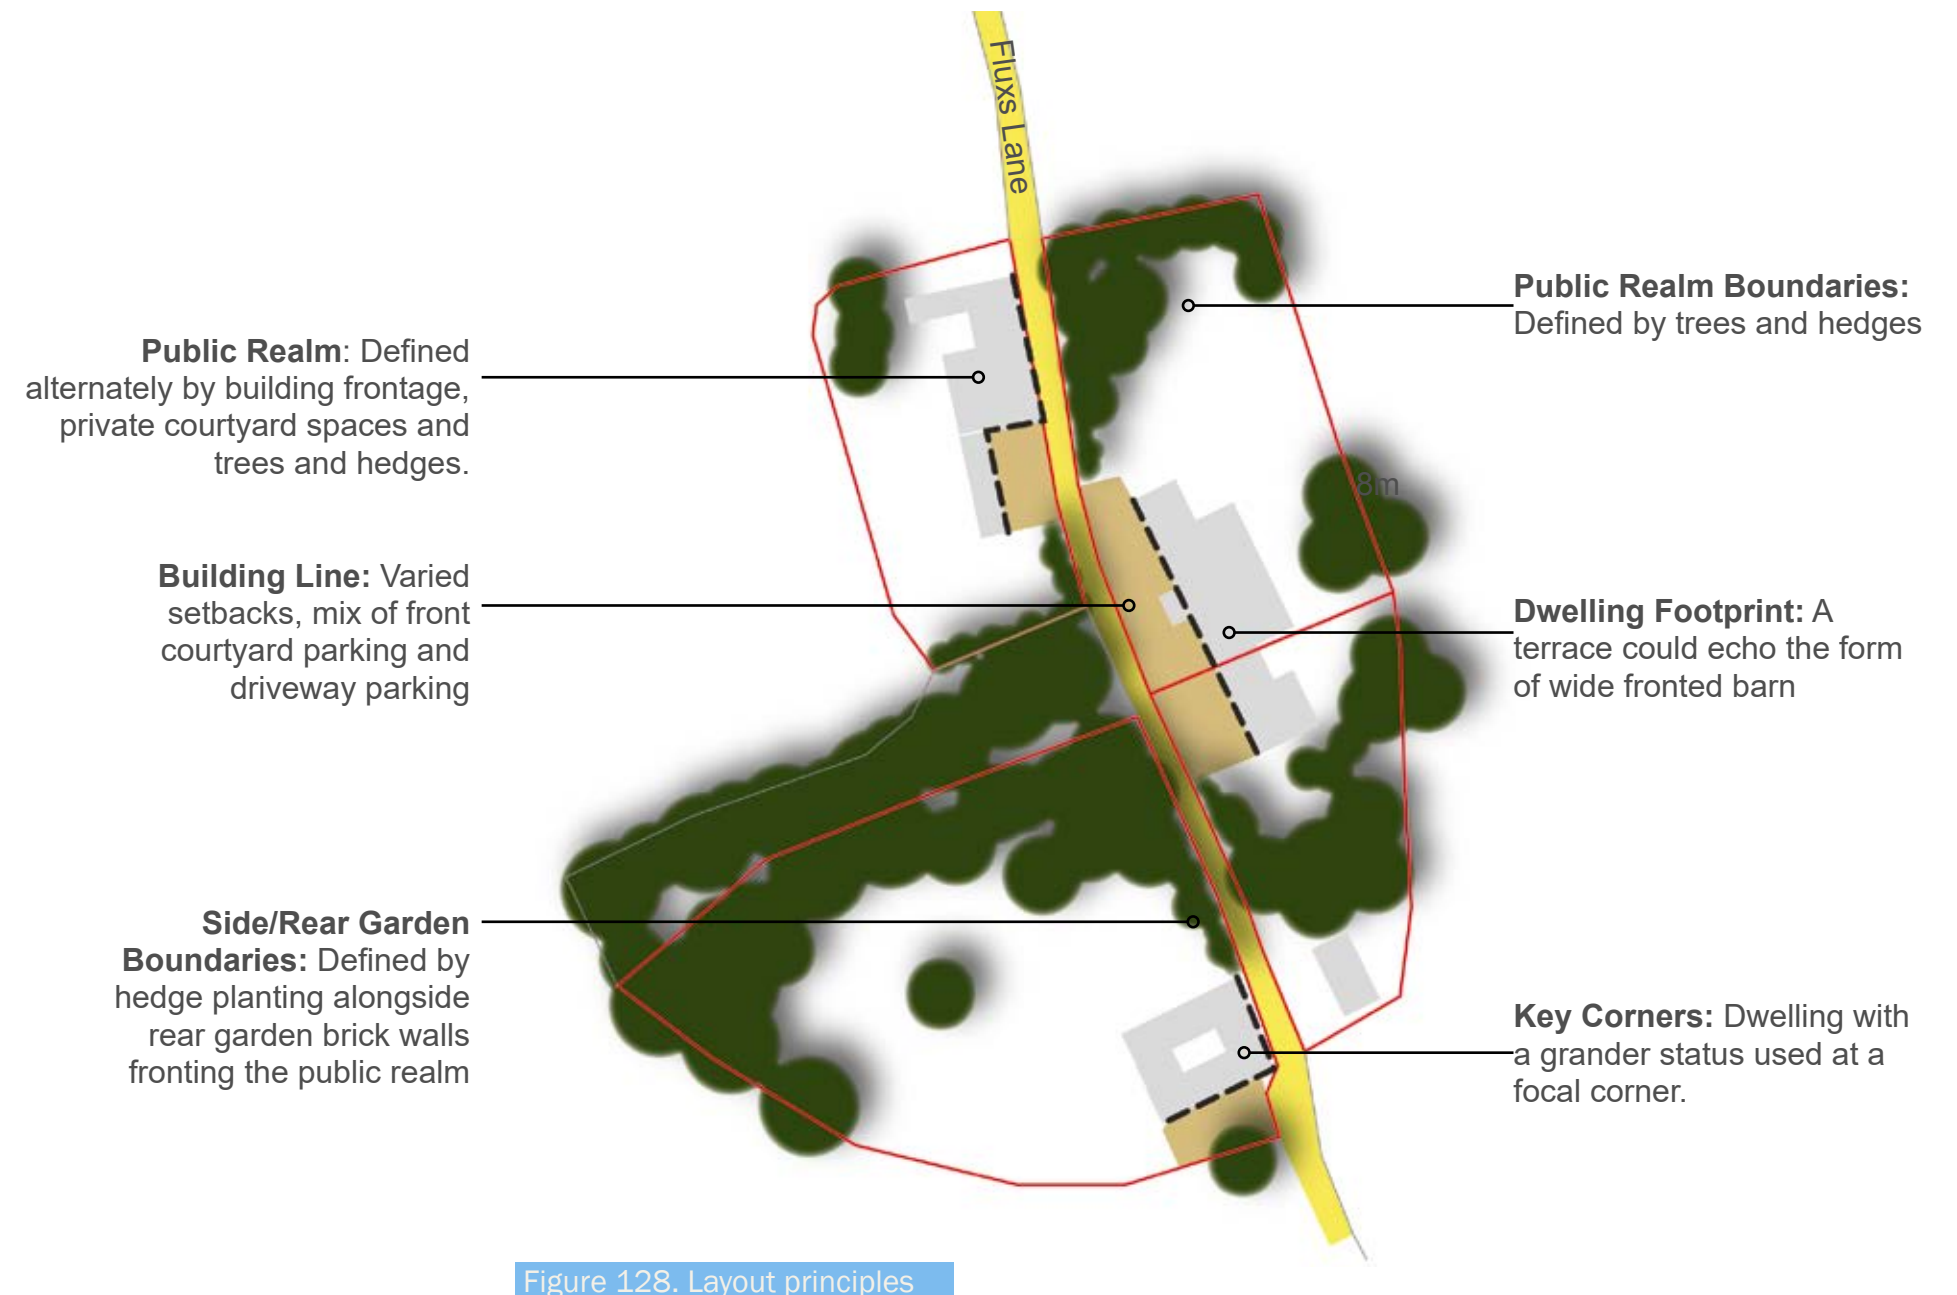 Fluxs Lane
Public Realm Boundaries:
Defined by trees and hedges
Public Realm: Defined
alternately by building frontage,
private courtyard spaces and
trees and hedges.
8m
Building Line: Varied
setbacks, mix of front
courtyard parking and
driveway parking
Dwelling Footprint: A
terrace could echo the form
of wide fronted barn
Side/Rear Garden
Boundaries: Defined by
hedge planting alongside
rear garden brick walls
fronting the public realm
Key Corners: Dwelling with
a grander status used at a
focal corner.
Figure 128. Layout principles